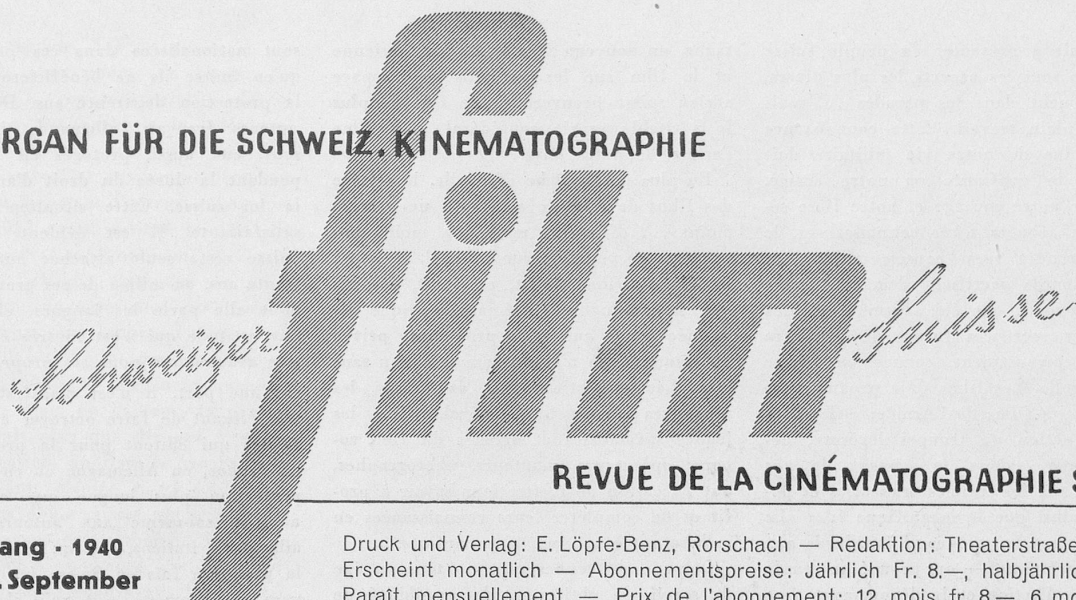 RGAN FÜR DIE SCHWEIZ. KINEMATOGRAPHIE
film
Schweizer
Suisse
REVUE DE LA CINÉMATOGRAPHIE S
ang 1940
. September
Druck und Verlag: E. Löpfe-Benz, Rorschach — Redaktion: Theaterstraße
Erscheint monatlich — Abonnementspreise: Jährlich Fr. 8.—, halbjährlic
Paraît mensuellement — Prix de l'abonnement: 12 mois fr. 8.—, 6 mo